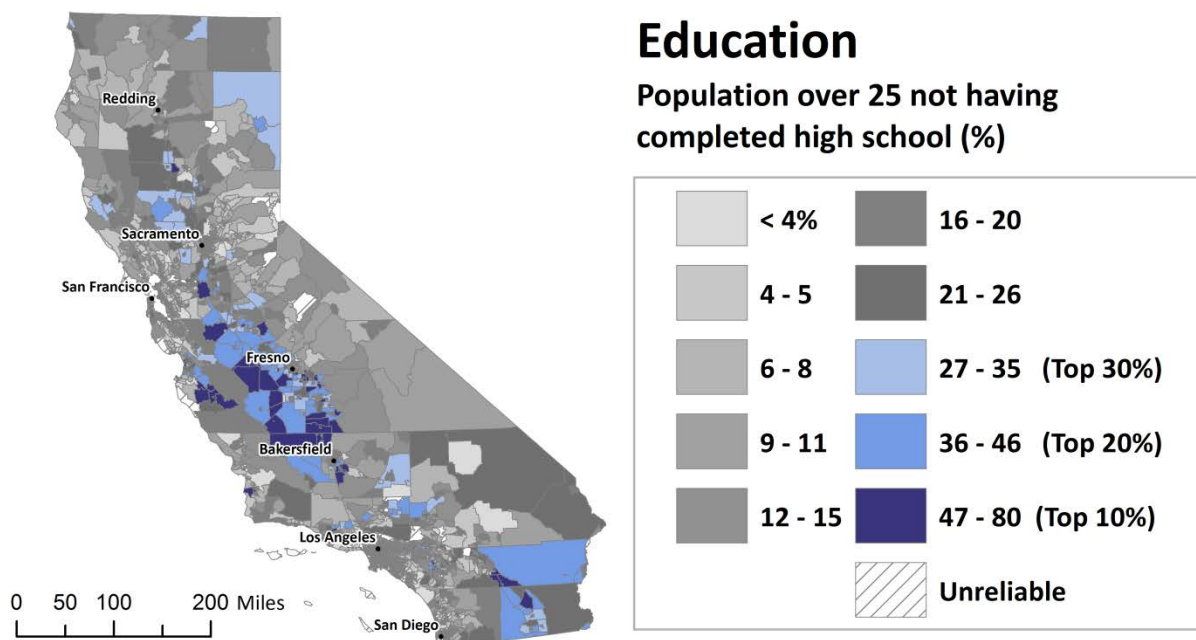 Education
Population over 25 not having
completed high school (%)
< 4%
4 - 5
6 - 8
9 - 11
12 - 15
16 - 20
21 - 26
27 - 35 (Top 30%)
36 - 46 (Top 20%)
47 - 80 (Top 10%)
Unreliable
Redding
Sacramento
San Francisco
Fresno
Bakersfield
Los Angeles
San Diego
0 50 100 200 Miles